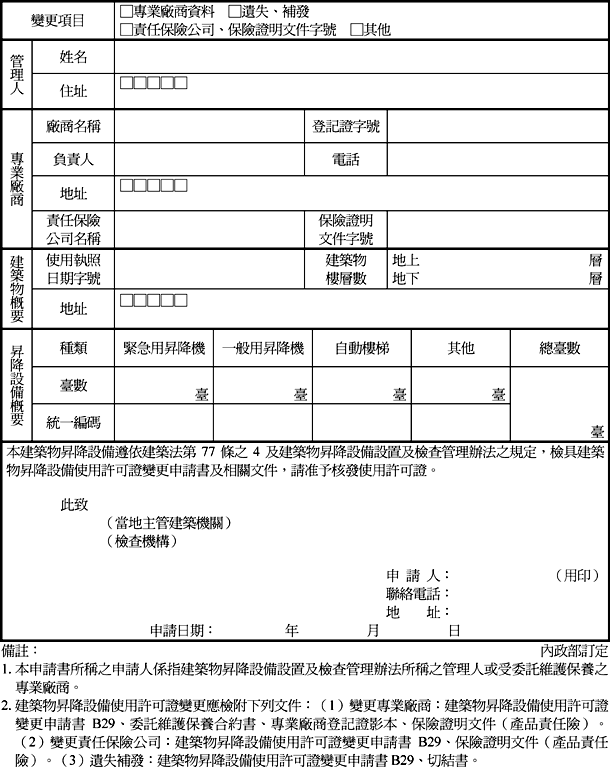 變更項目
□專業廠商資料 □遺失、補發
□責任保險公司、保險證明文件字號 □其他
管理人
姓名
住址 □□□□□
專業廠商
廠商名稱 登記證字號
負責人 電話
地址 □□□□□
責任保險 保險證明
公司名稱 文件字號
建築物概要
使用執照 建築物 地上 層
日期字號 樓層數 地下 層
地址 □□□□□
昇降設備概要
種類 緊急用昇降機 一般用昇降機 自動樓梯 其他 總臺數
臺數 臺 臺 臺 臺
統一編碼 臺
本建築物昇降設備遵依建築法第 77 條之 4 及建築物昇降設備設置及檢查管理辦法之規定，檢具建築
物昇降設備使用許可證變更申請書及相關文件，請准予核發使用許可證。
此致
（當地主管建築機關）
（檢查機構）
申 請 人： （用印）
聯絡電話：
地 址：
申請日期： 年 月 日
備註： 內政部訂定
1. 本申請書所稱之申請人係指建築物昇降設備設置及檢查管理辦法所稱之管理人或受委託維護保養之
專業廠商。
2. 建築物昇降設備使用許可證變更應檢附下列文件：（1）變更專業廠商：建築物昇降設備使用許可證
變更申請書 B29、委託維護保養合約書、專業廠商登記證影本、保險證明文件（產品責任險）。
（2）變更責任保險公司：建築物昇降設備使用許可證變更申請書 B29、保險證明文件（產品責任
險）。（3）遺失補發：建築物昇降設備使用許可證變更申請書 B29、切結書。